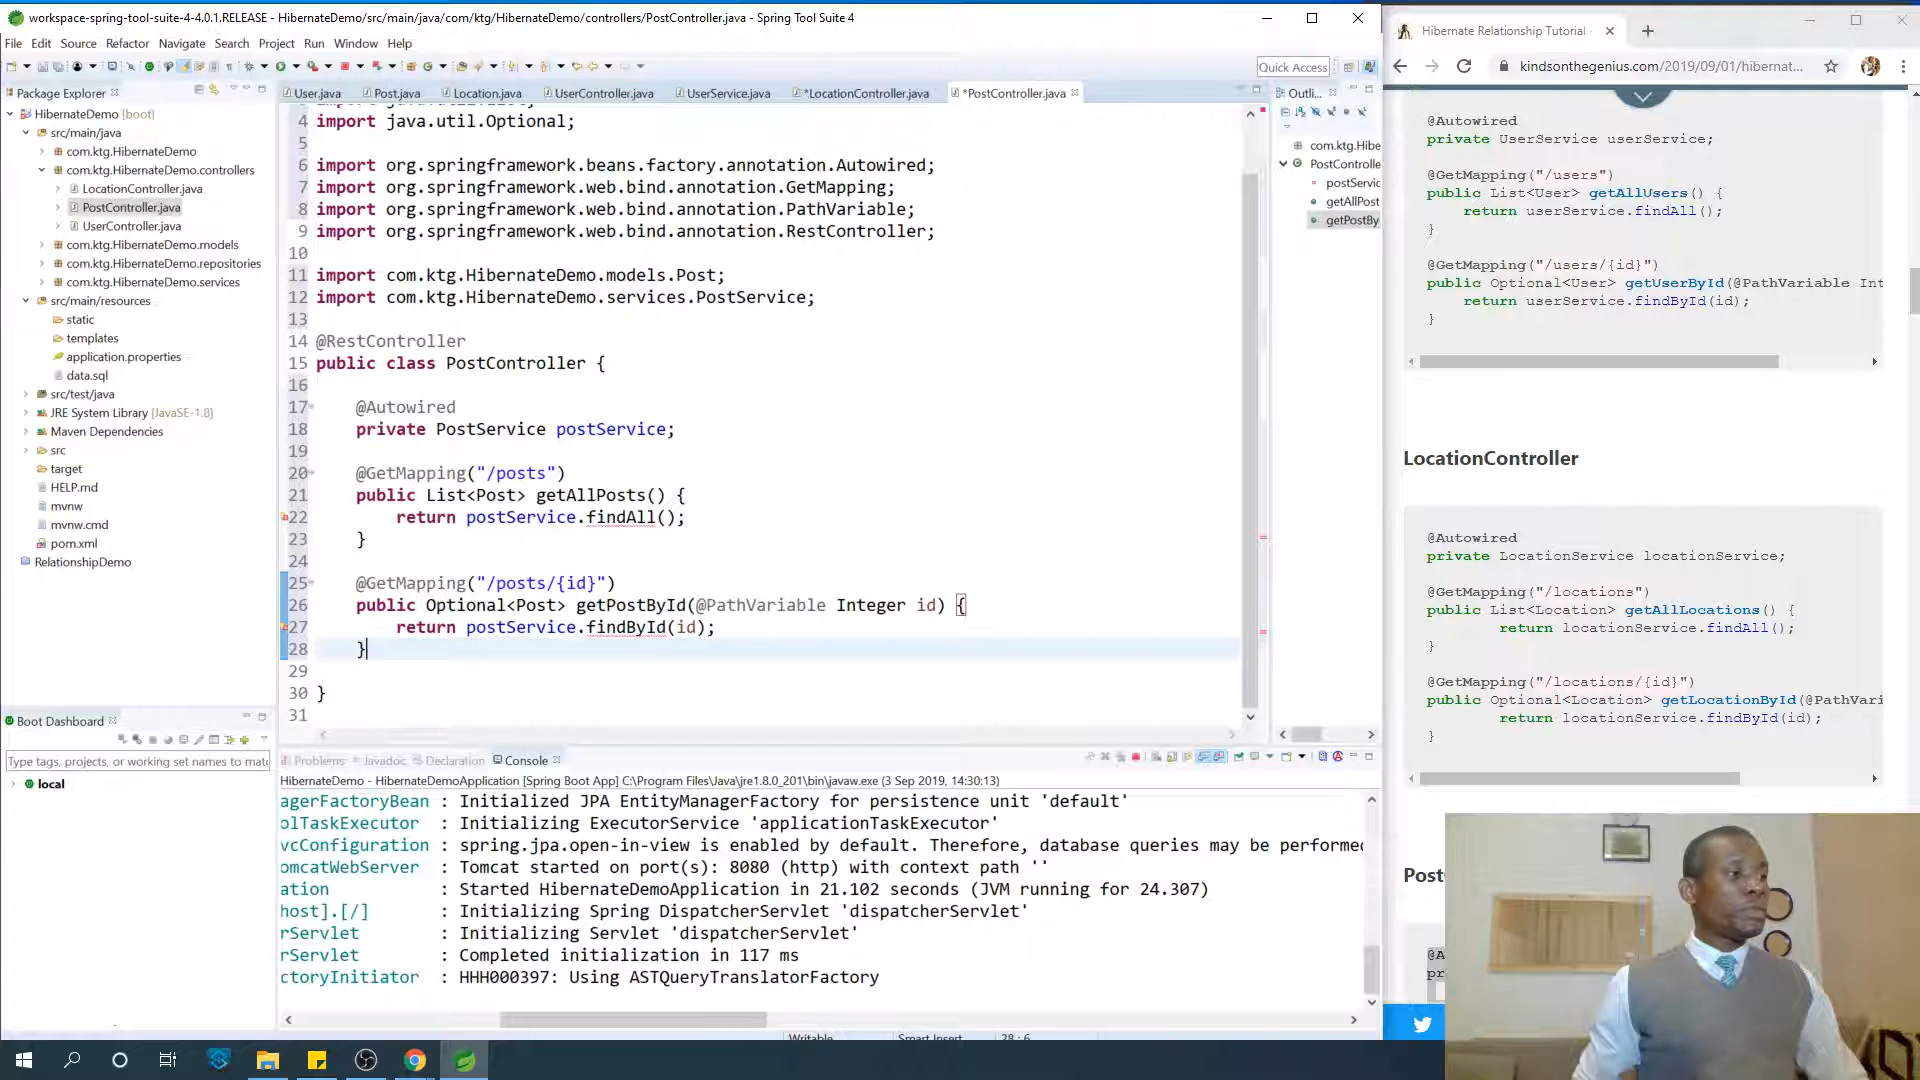 workspace-spring-tool-suite-4-4.0.1.RELEASE - HibernateDemo/src/main/java/com/ktg/HibernateDemo/controllers/PostController.java - Spring Tool Suite 4
File Edit Source Refactor Navigate Search Project Run Window Help
Quick Access
Package Explorer
HibernateDemo [boot]
src/main/java
com.ktg.HibernateDemo
com.ktg.HibernateDemo.controllers
LocationController.java
PostController.java
UserController.java
com.ktg.HibernateDemo.models
com.ktg.HibernateDemo.repositories
com.ktg.HibernateDemo.services
src/main/resources
static
templates
application.properties
data.sql
src/test/java
JRE System Library [JavaSE-1.8]
Maven Dependencies
src
target
HELP.md
mvnw
mvnw.cmd
pom.xml
RelationshipDemo
Boot Dashboard
Type tags, projects, or working set names to matc
local
User.java Post.java Location.java UserController.java UserService.java *LocationController.java *PostController.java
4 import java.util.Optional;
5
6 import org.springframework.beans.factory.annotation.Autowired;
7 import org.springframework.web.bind.annotation.GetMapping;
8 import org.springframework.web.bind.annotation.PathVariable;
9 import org.springframework.web.bind.annotation.RestController;
10
11 import com.ktg.HibernateDemo.models.Post;
12 import com.ktg.HibernateDemo.services.PostService;
13
14 @RestController
15 public class PostController {
16
17 @Autowired
18 private PostService postService;
19
20 @GetMapping("/posts")
21 public List<Post> getAllPosts() {
22 return postService.findAll();
23 }
24
25 @GetMapping("/posts/{id}")
26 public Optional<Post> getPostById(@PathVariable Integer id) {
27 return postService.findById(id);
28 }
29
30 }
31
Outli...
com.ktg.Hibe
PostControlle
postServic
getAllPost
getPostBy
Problems Javadoc Declaration Console
HibernateDemo - HibernateDemoApplication [Spring Boot App] C:\Program Files\Java\jre1.8.0_201\bin\javaw.exe (3 Sep 2019, 14:30:13)
agerFactoryBean : Initialized JPA EntityManagerFactory for persistence unit 'default'
olTaskExecutor : Initializing ExecutorService 'applicationTaskExecutor'
vcConfiguration : spring.jpa.open-in-view is enabled by default. Therefore, database queries may be performed
omcatWebServer : Tomcat started on port(s): 8080 (http) with context path ''
ation : Started HibernateDemoApplication in 21.102 seconds (JVM running for 24.307)
host].[/] : Initializing Spring DispatcherServlet 'dispatcherServlet'
rServlet : Initializing Servlet 'dispatcherServlet'
rServlet : Completed initialization in 117 ms
ctoryInitiator : HHH000397: Using ASTQueryTranslatorFactory
Writable Smart Insert 28 : 6
Hibernate Relationship Tutorial
kindsonthegenius.com/2019/09/01/hibernat...
@Autowired
private UserService userService;
@GetMapping("/users")
public List<User> getAllUsers() {
return userService.findAll();
}
@GetMapping("/users/{id}")
public Optional<User> getUserById(@PathVariable Int
return userService.findById(id);
}
LocationController
@Autowired
private LocationService locationService;
@GetMapping("/locations")
public List<Location> getAllLocations() {
return locationService.findAll();
}
@GetMapping("/locations/{id}")
public Optional<Location> getLocationById(@PathVari
return locationService.findById(id);
}
Post
@A
pr